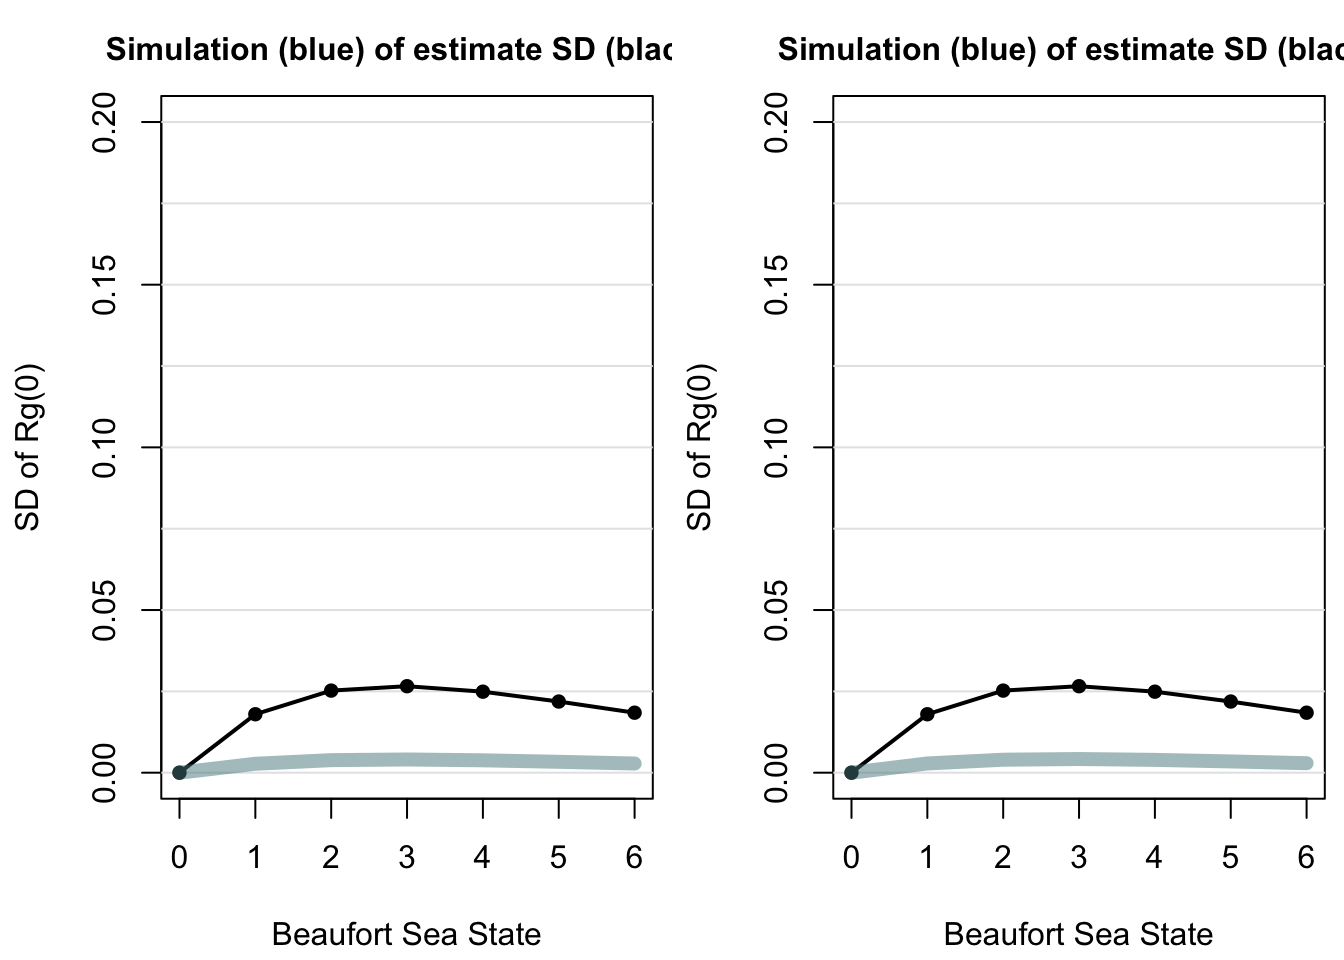 Simulation (blue) of estimate SD (blac
SD of Rg(0)
0.20
0.15
0.10
0.05
0.00
0 1 2 3 4 5 6
Beaufort Sea State
Simulation (blue) of estimate SD (blac
SD of Rg(0)
0.20
0.15
0.10
0.05
0.00
0 1 2 3 4 5 6
Beaufort Sea State